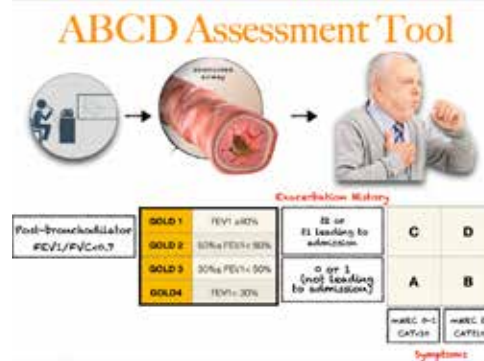 ABCD Assessment Tool
airway
Exacerbation History
Post-bronchodilator
FEV1/FVC<0.7
GOLD 1
FEV1 ≥80%
GOLD 2
50%≤ FEV1< 80%
GOLD 3
30%≤ FEV1< 50%
GOLD4
FEV1< 30%
≥2 or
≥1 leading to
admission
0 or 1
(not leading
to admission)
C
D
A
B
mMRC 0-1
CAT<10
mMRC
Symptoms